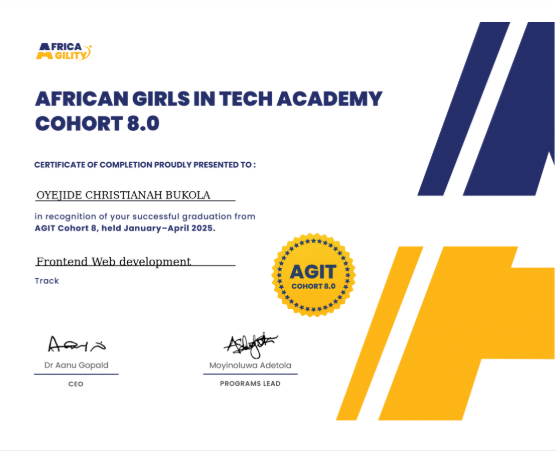 AFRICA
AGILITY
AFRICAN GIRLS IN TECH ACADEMY
COHORT 8.0
CERTIFICATE OF COMPLETION PROUDLY PRESENTED TO :
OYEJIDE CHRISTIANAH BUKOLA
in recognition of your successful graduation from
AGIT Cohort 8, held January–April 2025.
Frontend Web development
Track
AGIT
COHORT 8.0
Dr Aanu Gopald
CEO
Moyinoluwa Adetola
PROGRAMS LEAD